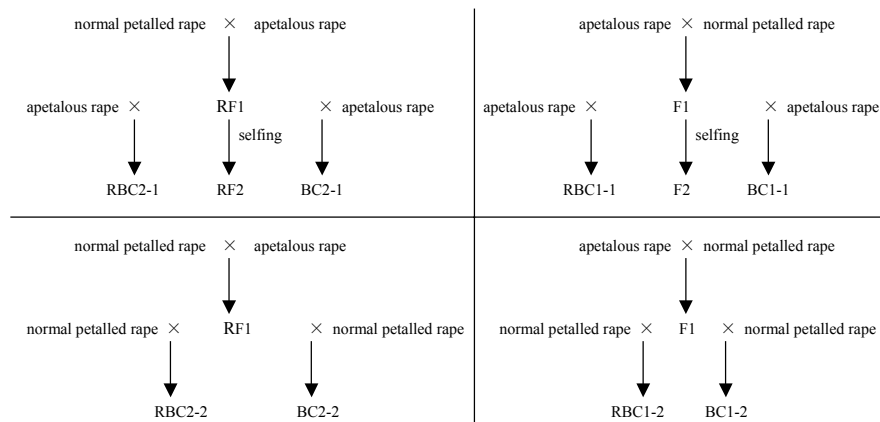 normal petalled rape × apetalous rape
apetalous rape × RF1 × apetalous rape
selfing
RBC2-1 RF2 BC2-1
apetalous rape × normal petalled rape
apetalous rape × F1 × apetalous rape
selfing
RBC1-1 F2 BC1-1
normal petalled rape × apetalous rape
normal petalled rape × RF1 × normal petalled rape
RBC2-2 BC2-2
apetalous rape × normal petalled rape
normal petalled rape × F1 × normal petalled rape
RBC1-2 BC1-2